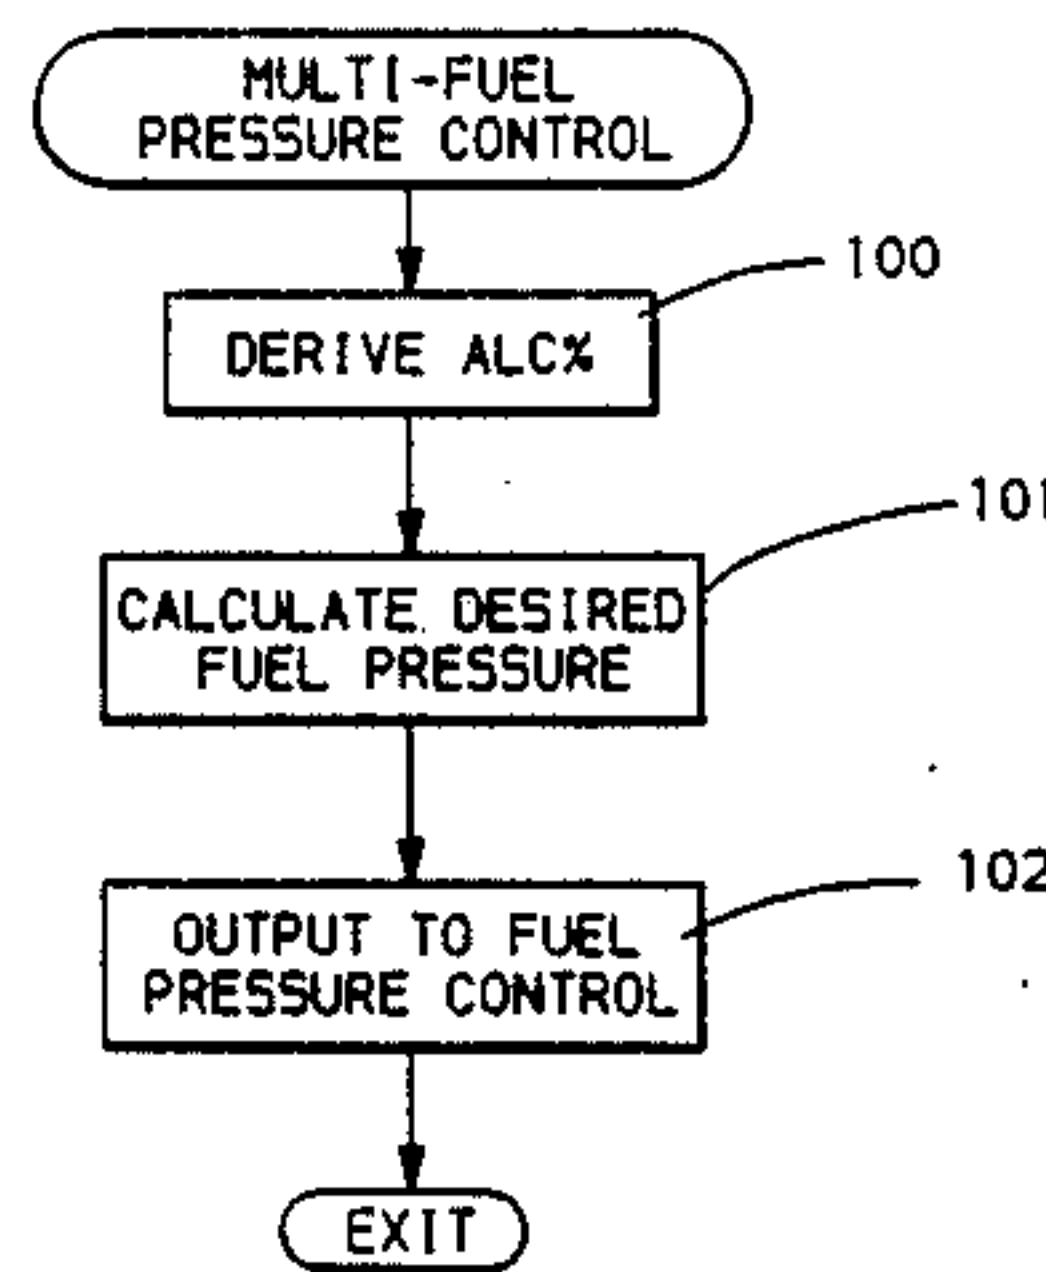 MULTI-FUEL
PRESSURE CONTROL
100
DERIVE ALC%
101
CALCULATE DESIRED
FUEL PRESSURE
102
OUTPUT TO FUEL
PRESSURE CONTROL
EXIT